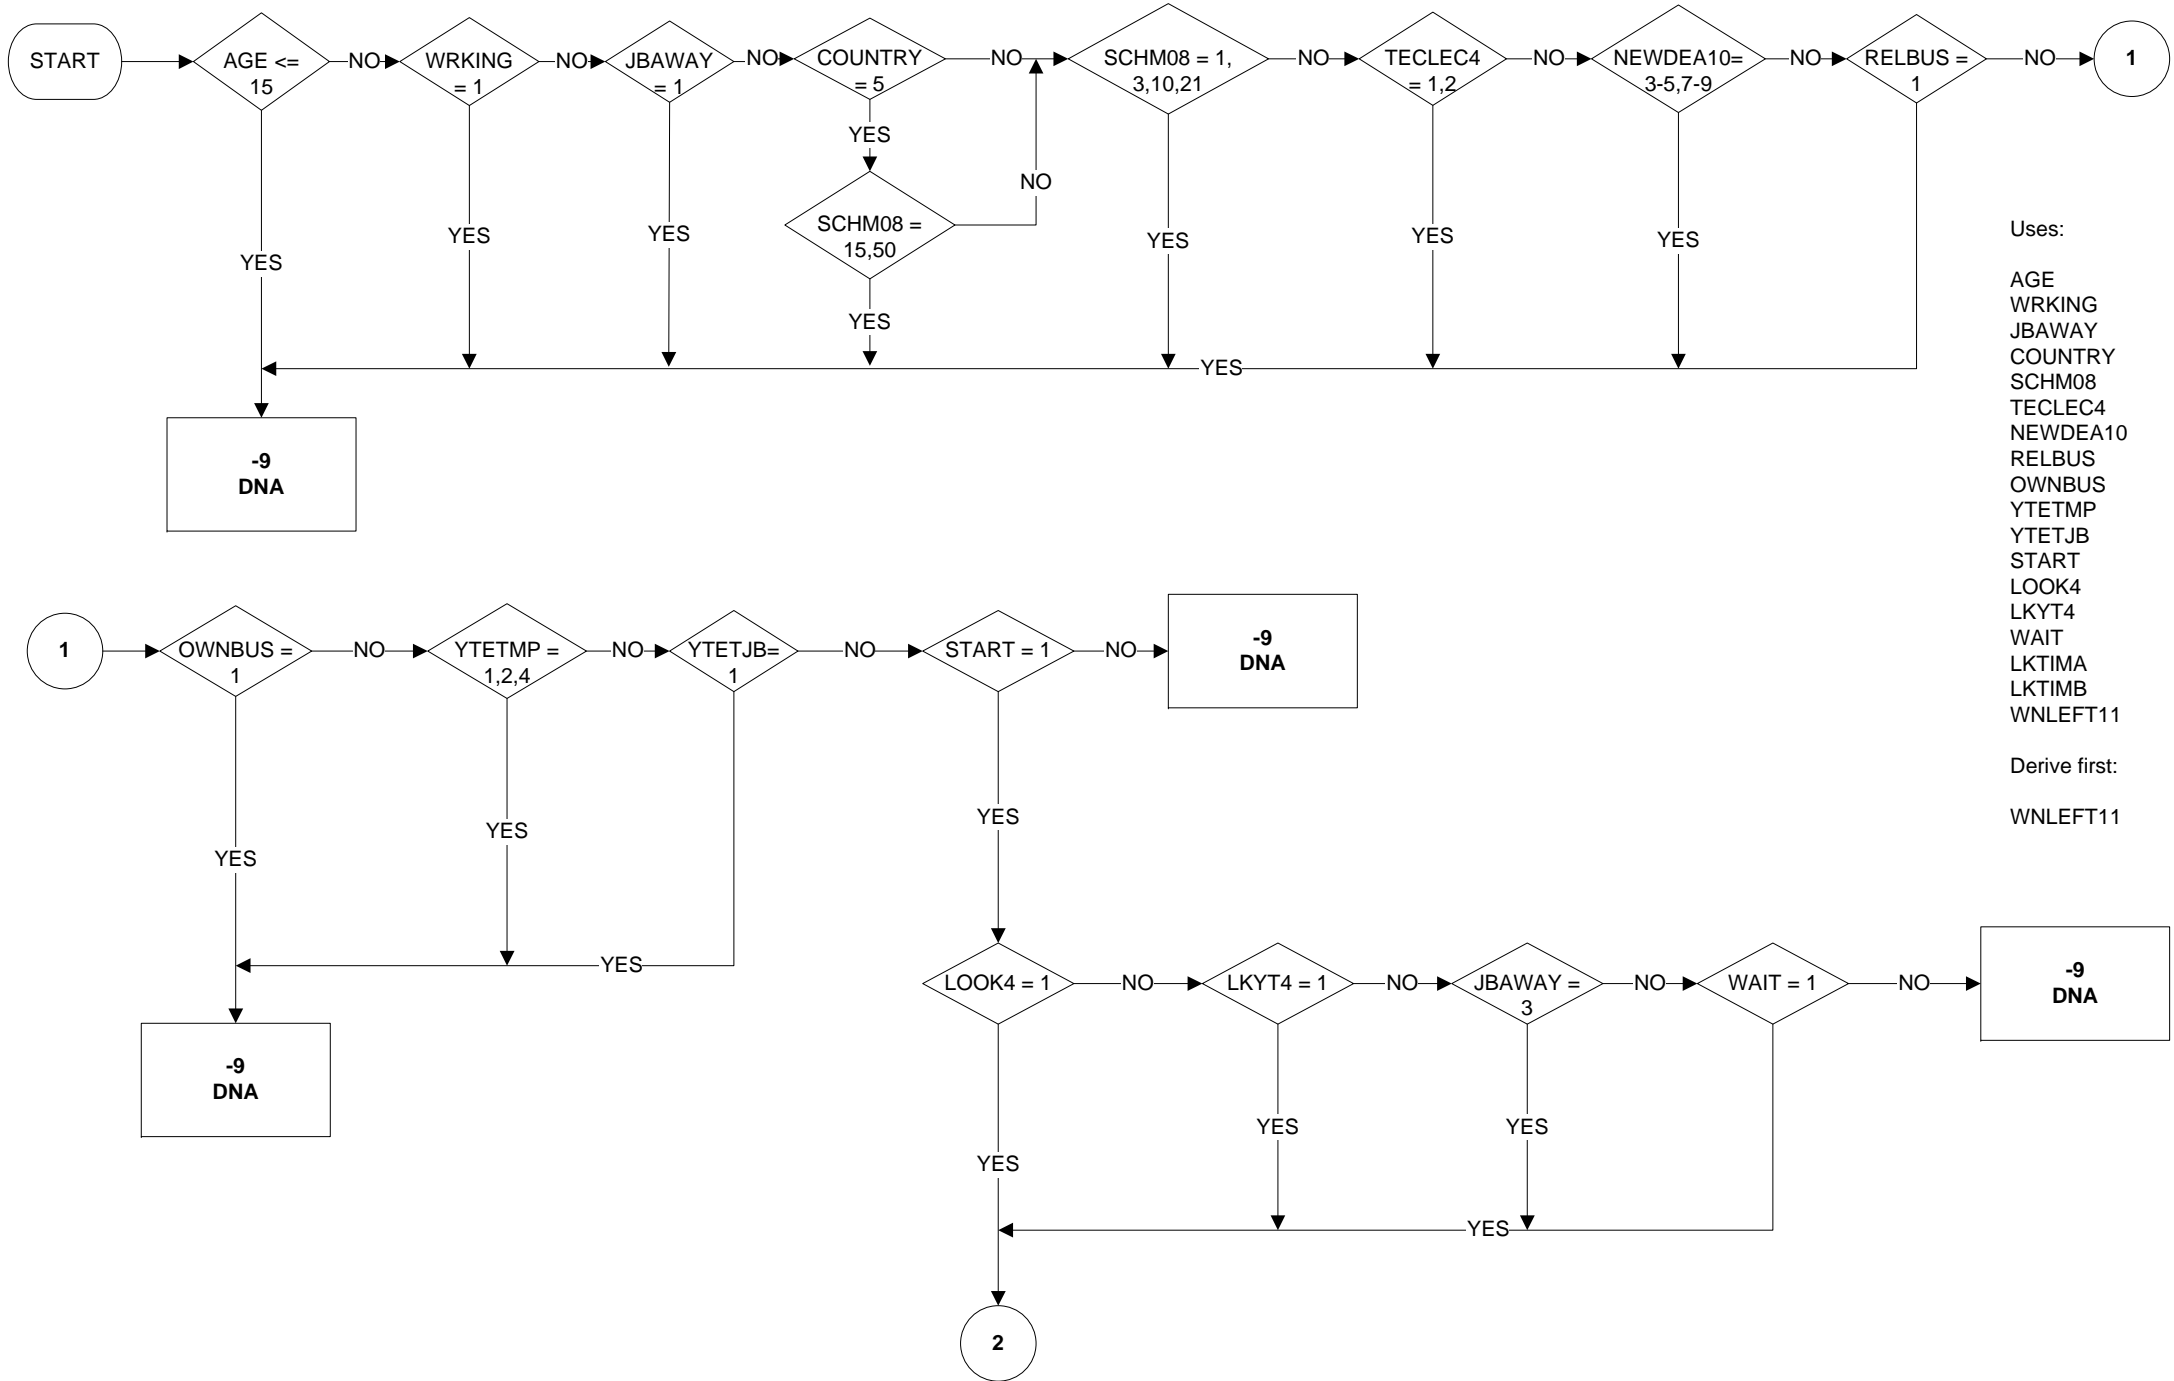 START
AGE <=
15
NO
WRKING
= 1
NO
JBAWAY
= 1
NO
COUNTRY
= 5
NO
SCHM08 = 1,
3,10,21
NO
TECLEC4
= 1,2
NO
NEWDEA10=
3-5,7-9
NO
RELBUS =
1
NO
1
YES
SCHM08 =
15,50
NO
YES
YES
YES
YES
YES
YES
YES
YES
-9
DNA
Uses:
AGE
WRKING
JBAWAY
COUNTRY
SCHM08
TECLEC4
NEWDEA10
RELBUS
OWNBUS
YTETMP
YTETJB
START
LOOK4
LKYT4
WAIT
LKTIMA
LKTIMB
WNLEFT11
Derive first:
WNLEFT11
1
OWNBUS =
1
NO
YTETMP =
1,2,4
NO
YTETJB=
1
NO
START = 1
NO
-9
DNA
YES
YES
YES
YES
-9
DNA
LOOK4 = 1
NO
LKYT4 = 1
NO
JBAWAY =
3
NO
WAIT = 1
NO
-9
DNA
YES
YES
YES
YES
2